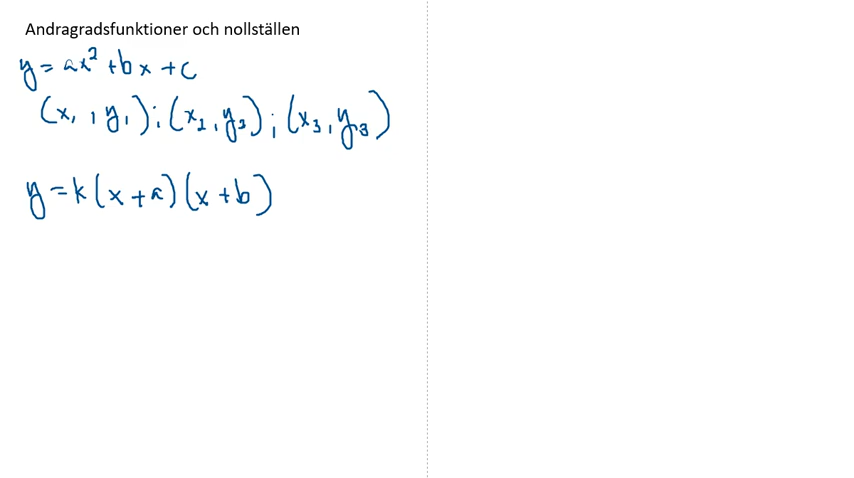 Andragradsfunktioner och nollställen
y = ax² + bx + c
(x₁, y₁); (x₂, y₂); (x₃, y₃)
y = k(x + a)(x + b)